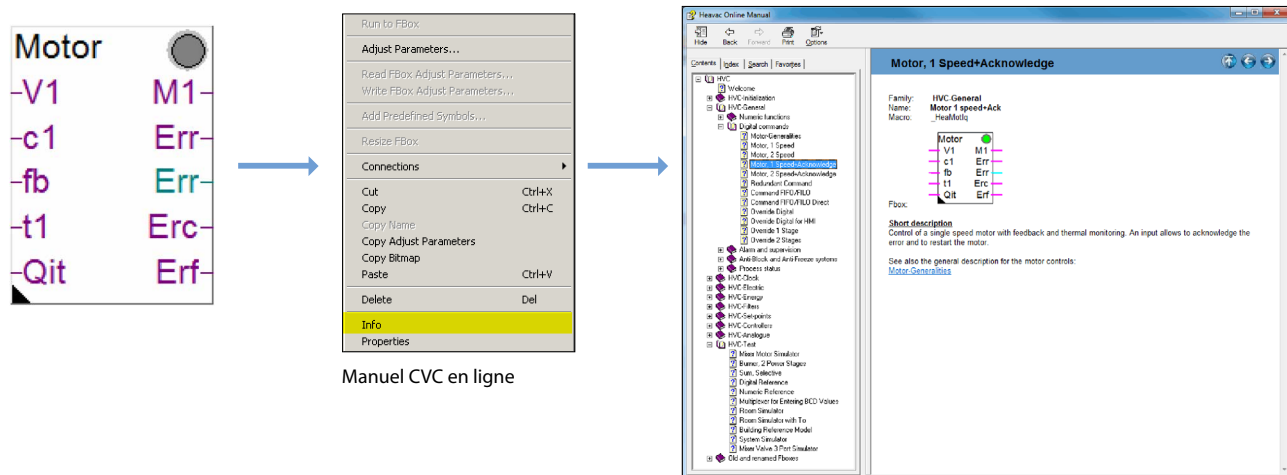 Motor
V1 M1
c1 Err
fb Err
t1 Erc
Qit Erf
Run to FBox
Adjust Parameters...
Read FBox Adjust Parameters...
Write FBox Adjust Parameters...
Add Predefined Symbols...
Resize FBox
Connections
Cut Ctrl+X
Copy Ctrl+C
Copy Name
Copy Adjust Parameters
Copy Bitmap
Paste Ctrl+V
Delete Del
Info
Properties
Manuel CVC en ligne
Heavac Online Manual
Hide Back Forward Print Options
Contents Index Search Favorites
HVC
Welcome
HVC-Initialization
HVC-General
Numeric functions
Digital commands
Motor-Generalities
Motor, 1 Speed
Motor, 2 Speed
Motor, 1 Speed+Acknowledge
Motor, 2 Speed+Acknowledge
Redundant Command
Command FIFO/FILO
Command FIFO/FILO Direct
Override Digital
Override Digital for HMI
Override 1 Stage
Override 2 Stages
Alarm and supervision
Anti-Block and Anti-Freeze systems
Process status
HVC-Clock
HVC-Electric
HVC-Energy
HVC-Filters
HVC-Set-points
HVC-Controllers
HVC-Analogue
HVC-Test
Mixer Motor Simulator
Burner, 2 Power Stages
Sum, Selective
Digital Reference
Numeric Reference
Multiplexer for Entering BCD Values
Room Simulator
Room Simulator with To
Building Reference Model
System Simulator
Mixer Valve 3 Port Simulator
Old and renamed Fboxes
Motor, 1 Speed+Acknowledge
Family: HVC-General
Name: Motor 1 speed+Ack
Macro: _HeaMotIq
Motor
V1 M1
c1 Err
fb Err
t1 Erc
Qit Erf
Fbox:
Short description
Control of a single speed motor with feedback and thermal monitoring. An input allows to acknowledge the
error and to restart the motor.
See also the general description for the motor controls:
Motor-Generalities